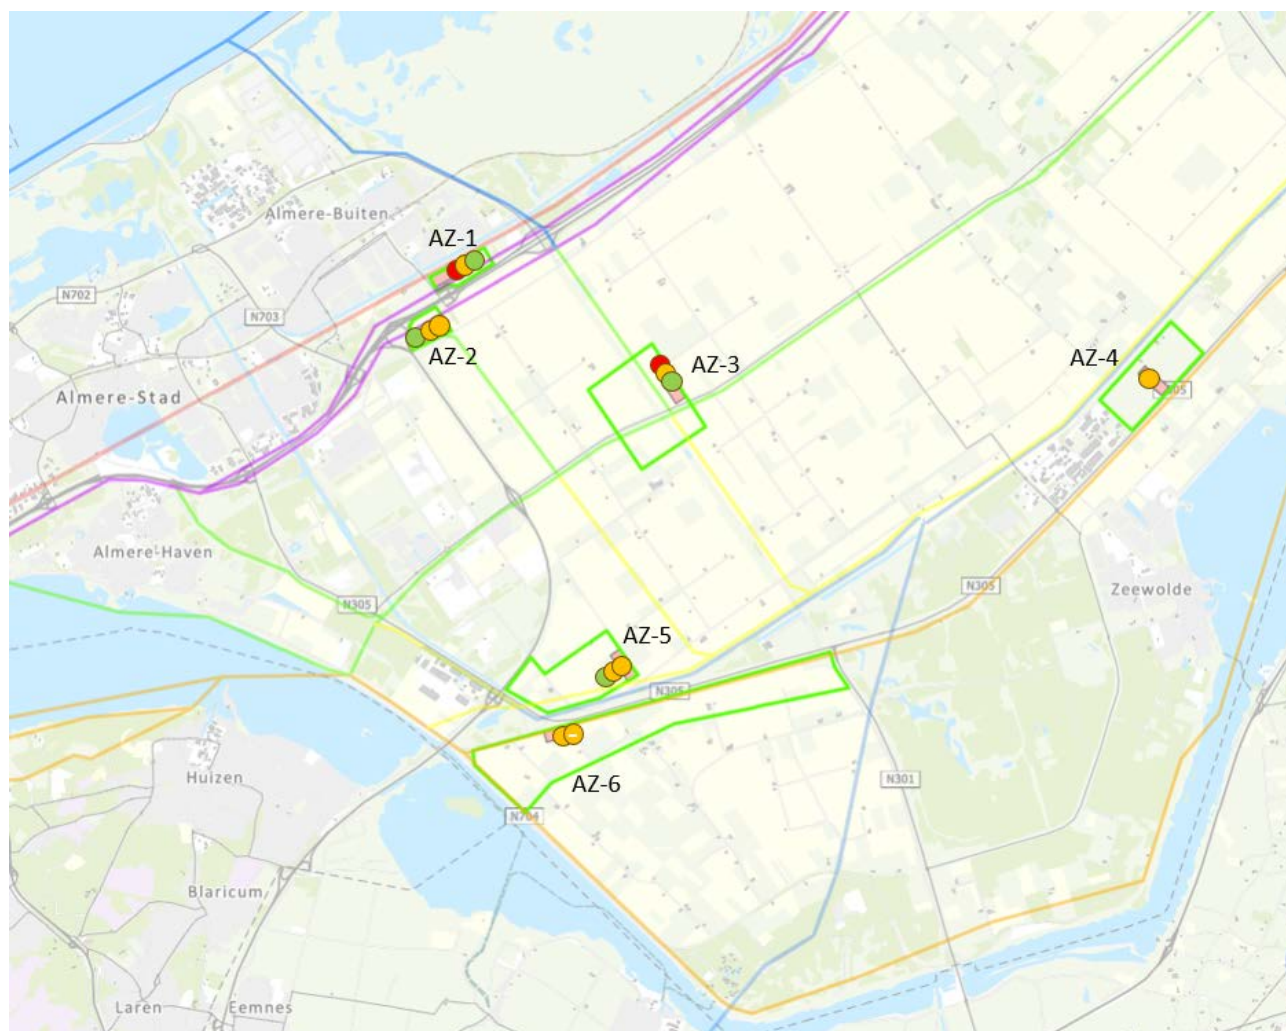 Almere-Buiten
AZ-1
N702
N703
AZ-2
AZ-3
AZ-4
Almere-Stad
Almere-Haven
N305
N305
Zeewolde
AZ-5
N305
Huizen
AZ-6
N301
N704
Blaricum
Laren
Eemnes